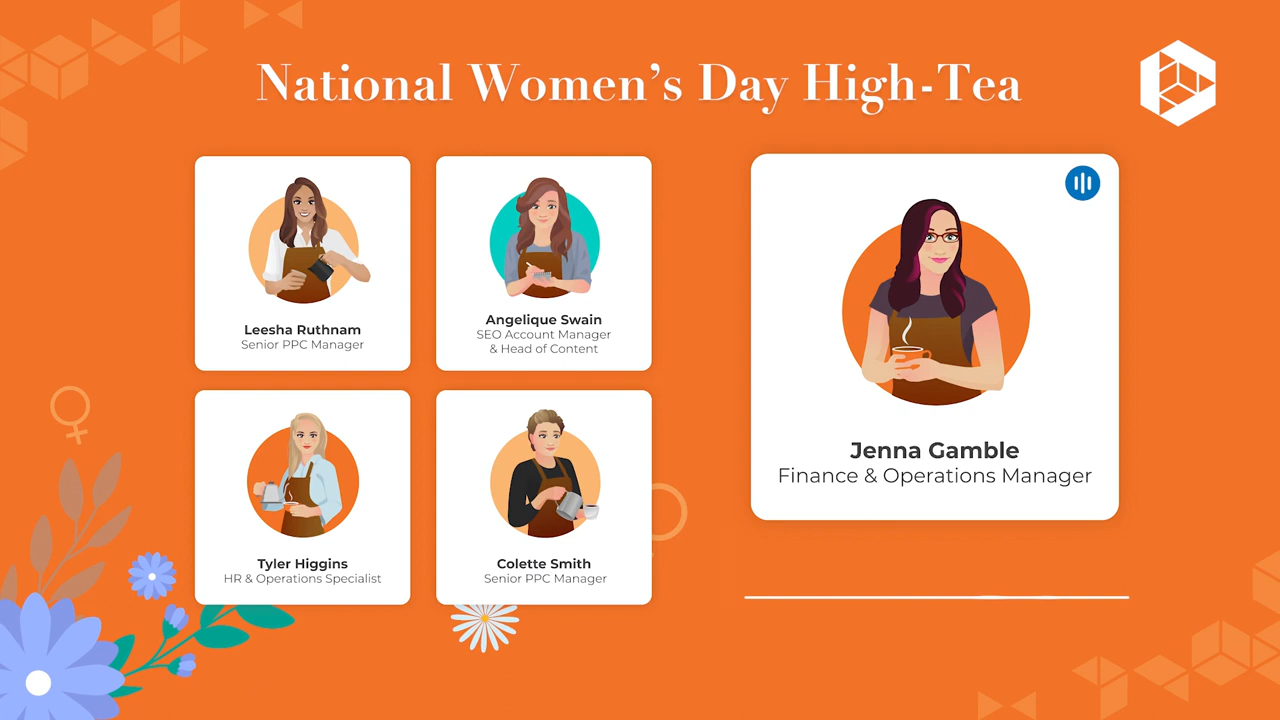 National Women’s Day High-Tea
Leesha Ruthnam
Senior PPC Manager
Angelique Swain
SEO Account Manager
& Head of Content
Tyler Higgins
HR & Operations Specialist
Colette Smith
Senior PPC Manager
Jenna Gamble
Finance & Operations Manager